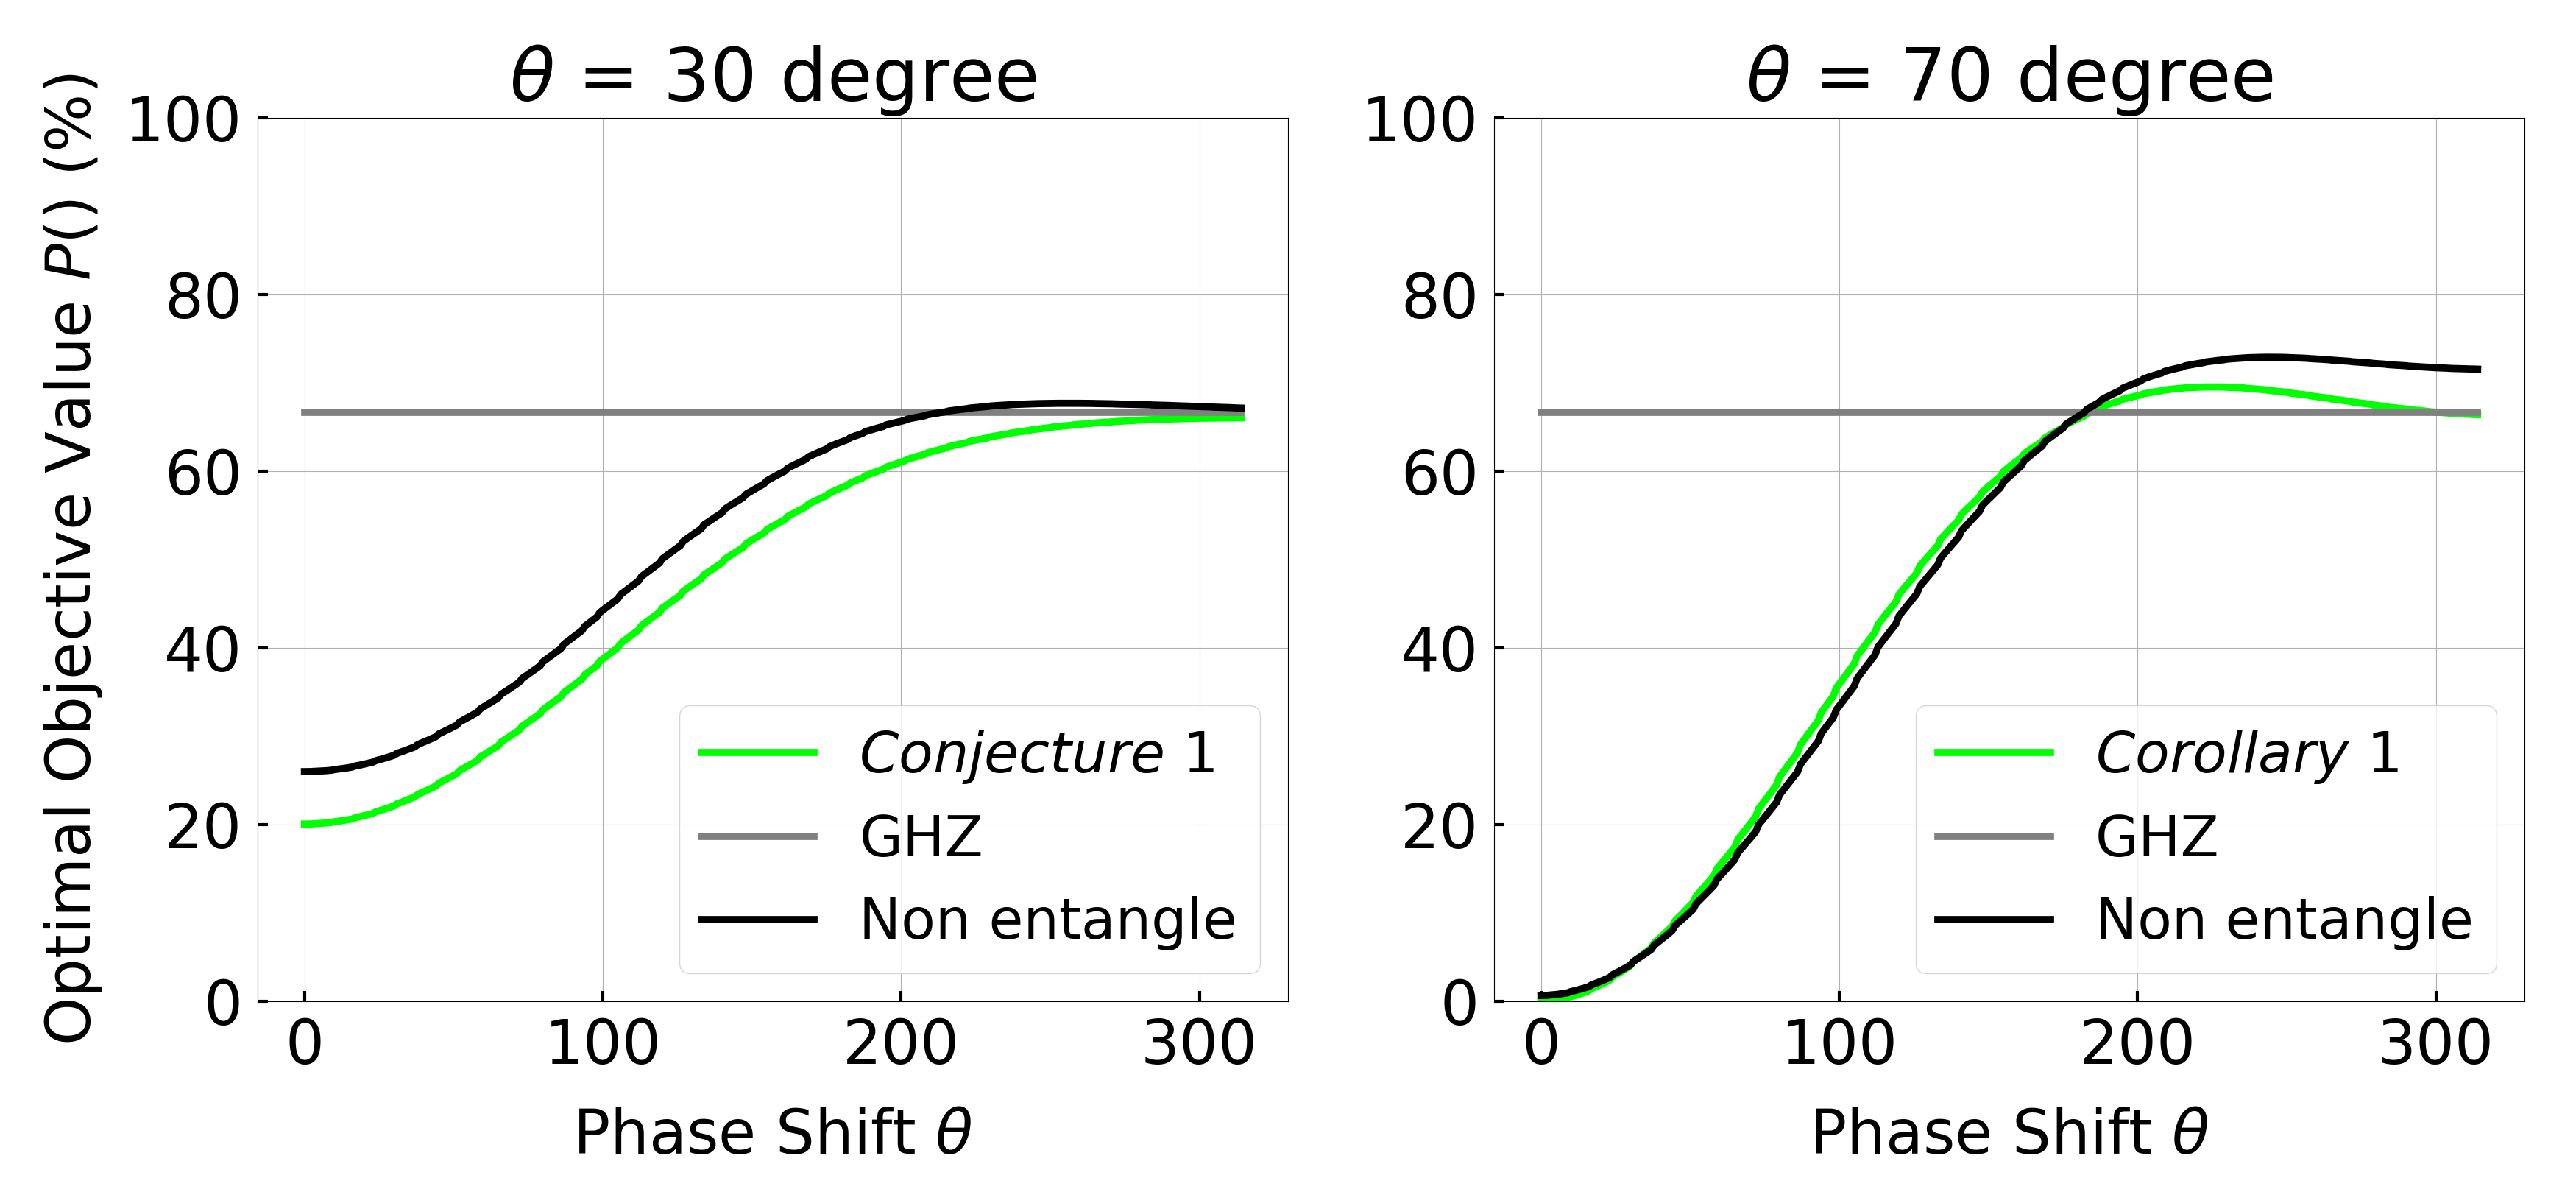 θ = 30 degree
Optimal Objective Value P() (%)
100
80
60
40
20
0
0 100 200 300
Phase Shift θ
Conjecture 1
GHZ
Non entangle
θ = 70 degree
100
80
60
40
20
0
0 100 200 300
Phase Shift θ
Corollary 1
GHZ
Non entangle